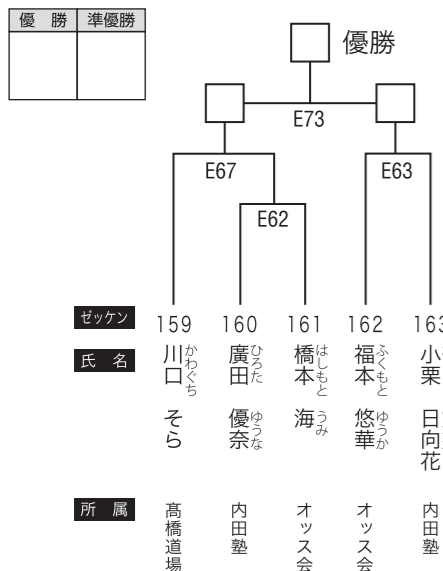 優 勝 準優勝
優勝
E73
E67 E63
E62
ゼッケン 159 160 161 162 163
氏 名
川口 そら
かわぐち
廣田 優奈
ひろた ゆうな
橋本 海
はしもと うみ
福本 悠華
ふくもと ゆうか
小栗 日向花
所 属
髙橋道場
内田塾
オッス会
オッス会
内田塾